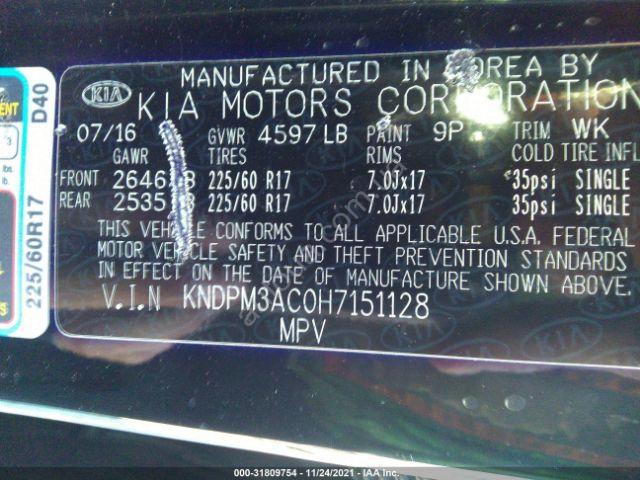 MANUFACTURED IN KOREA BY
KIA KIA MOTORS CORPORATION
07/16 GVWR 4597 LB PAINT 9P TRIM WK
GAWR TIRES RIMS COLD TIRE INFL
FRONT 2646LB 225/60 R17 7.0Jx17 35psi SINGLE
REAR 2535LB 225/60 R17 7.0Jx17 35psi SINGLE
THIS VEHICLE CONFORMS TO ALL APPLICABLE U.S.A. FEDERAL
MOTOR VEHICLE SAFETY AND THEFT PREVENTION STANDARDS
IN EFFECT ON THE DATE OF MANUFACTURE SHOWN ABOVE.
V.I.N KNDPM3AC0H7151128
MPV
D40
225/60R17
000-31809754 - 11/24/2021 - IAA Inc.